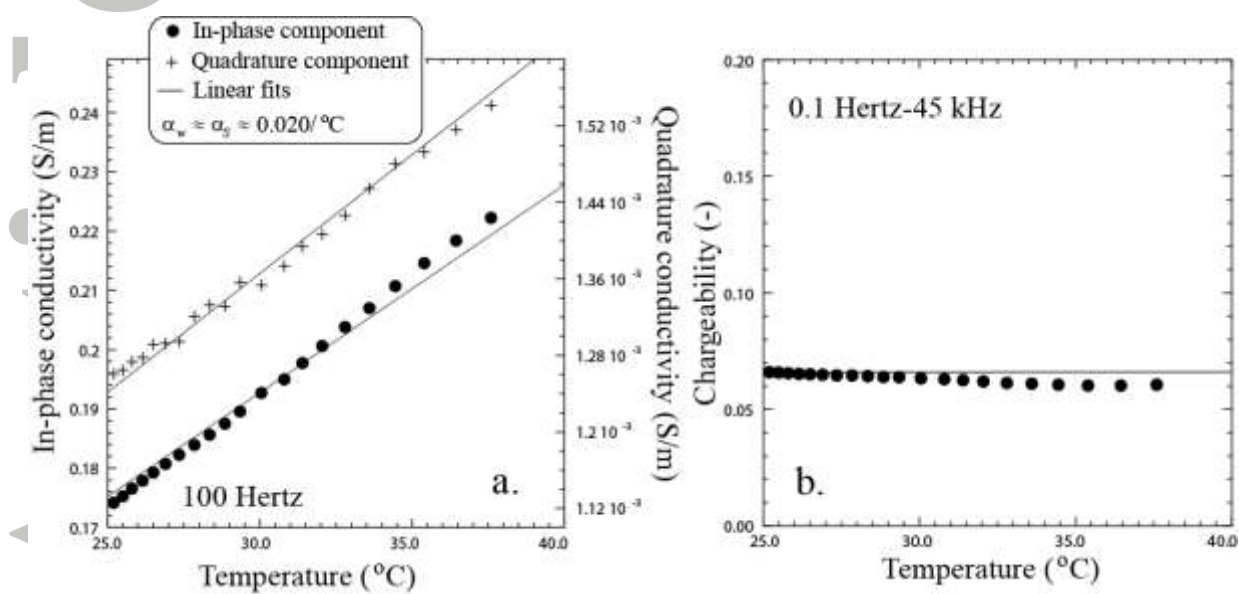 In-phase component
Quadrature component
Linear fits
α_w ≈ α_S ≈ 0.020/°C
In-phase conductivity (S/m)
0.24
0.23
0.22
0.21
0.2
0.19
0.18
0.17
1.52 10⁻³
1.44 10⁻³
1.36 10⁻³
1.28 10⁻³
1.2 10⁻³
1.12 10⁻³
Quadrature conductivity (S/m)
100 Hertz
a.
25.0 30.0 35.0 40.0
Temperature (°C)
Chargeability (-)
0.20
0.15
0.10
0.05
0.00
0.1 Hertz-45 kHz
b.
25.0 30.0 35.0 40.0
Temperature (°C)